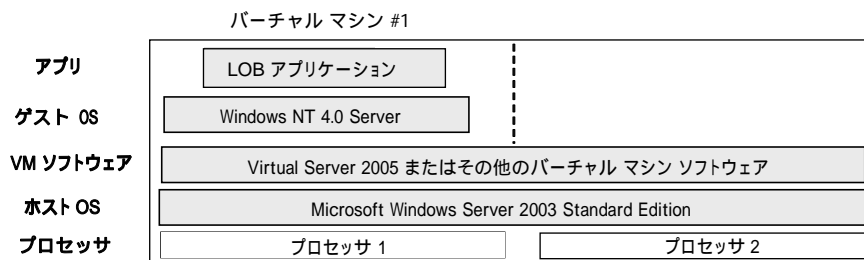 バーチャル マシン #1
アプリ
LOB アプリケーション
ゲスト OS
Windows NT 4.0 Server
VM ソフトウェア
Virtual Server 2005 またはその他のバーチャル マシン ソフトウェア
ホスト OS
Microsoft Windows Server 2003 Standard Edition
プロセッサ
プロセッサ 1
プロセッサ 2